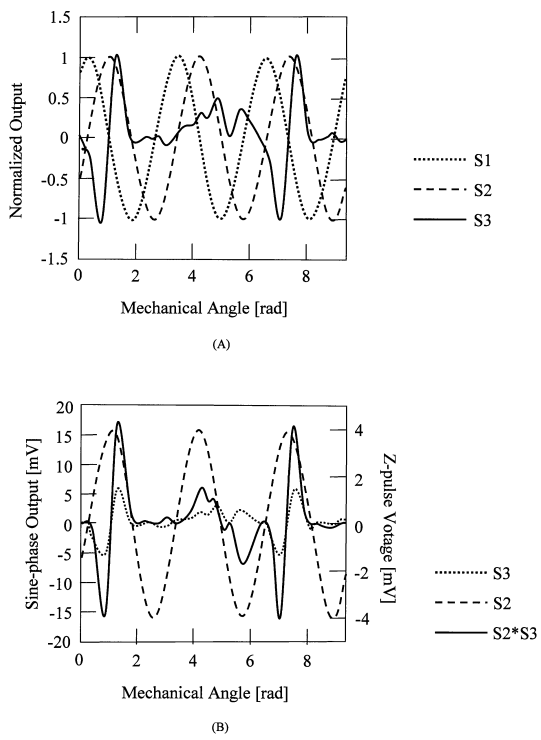 1.5
1
0.5
0
-0.5
-1
-1.5
Normalized Output
0 2 4 6 8
Mechanical Angle [rad]
S1
S2
S3
(A)
20
15
10
5
0
-5
-10
-15
-20
Sine-phase Output [mV]
4
2
0
-2
-4
Z-pulse Votage [mV]
0 2 4 6 8
Mechanical Angle [rad]
S3
S2
S2*S3
(B)